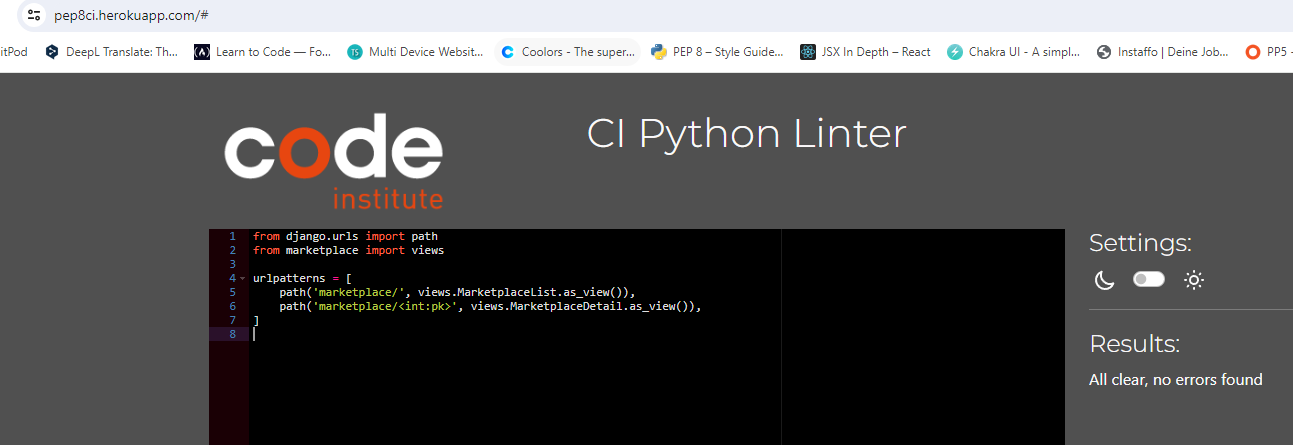 pep8ci.herokuapp.com/#
itPod DeepL Translate: Th... Learn to Code — Fo... Multi Device Websit... Coolors - The super... PEP 8 – Style Guide... JSX In Depth – React Chakra UI - A simpl... Instaffo | Deine Job... PP5 -
code
institute
CI Python Linter
1 from django.urls import path
2 from marketplace import views
3
4 urlpatterns = [
5     path('marketplace/', views.MarketplaceList.as_view()),
6     path('marketplace/<int:pk>', views.MarketplaceDetail.as_view()),
7 ]
8
Settings:
Results:
All clear, no errors found